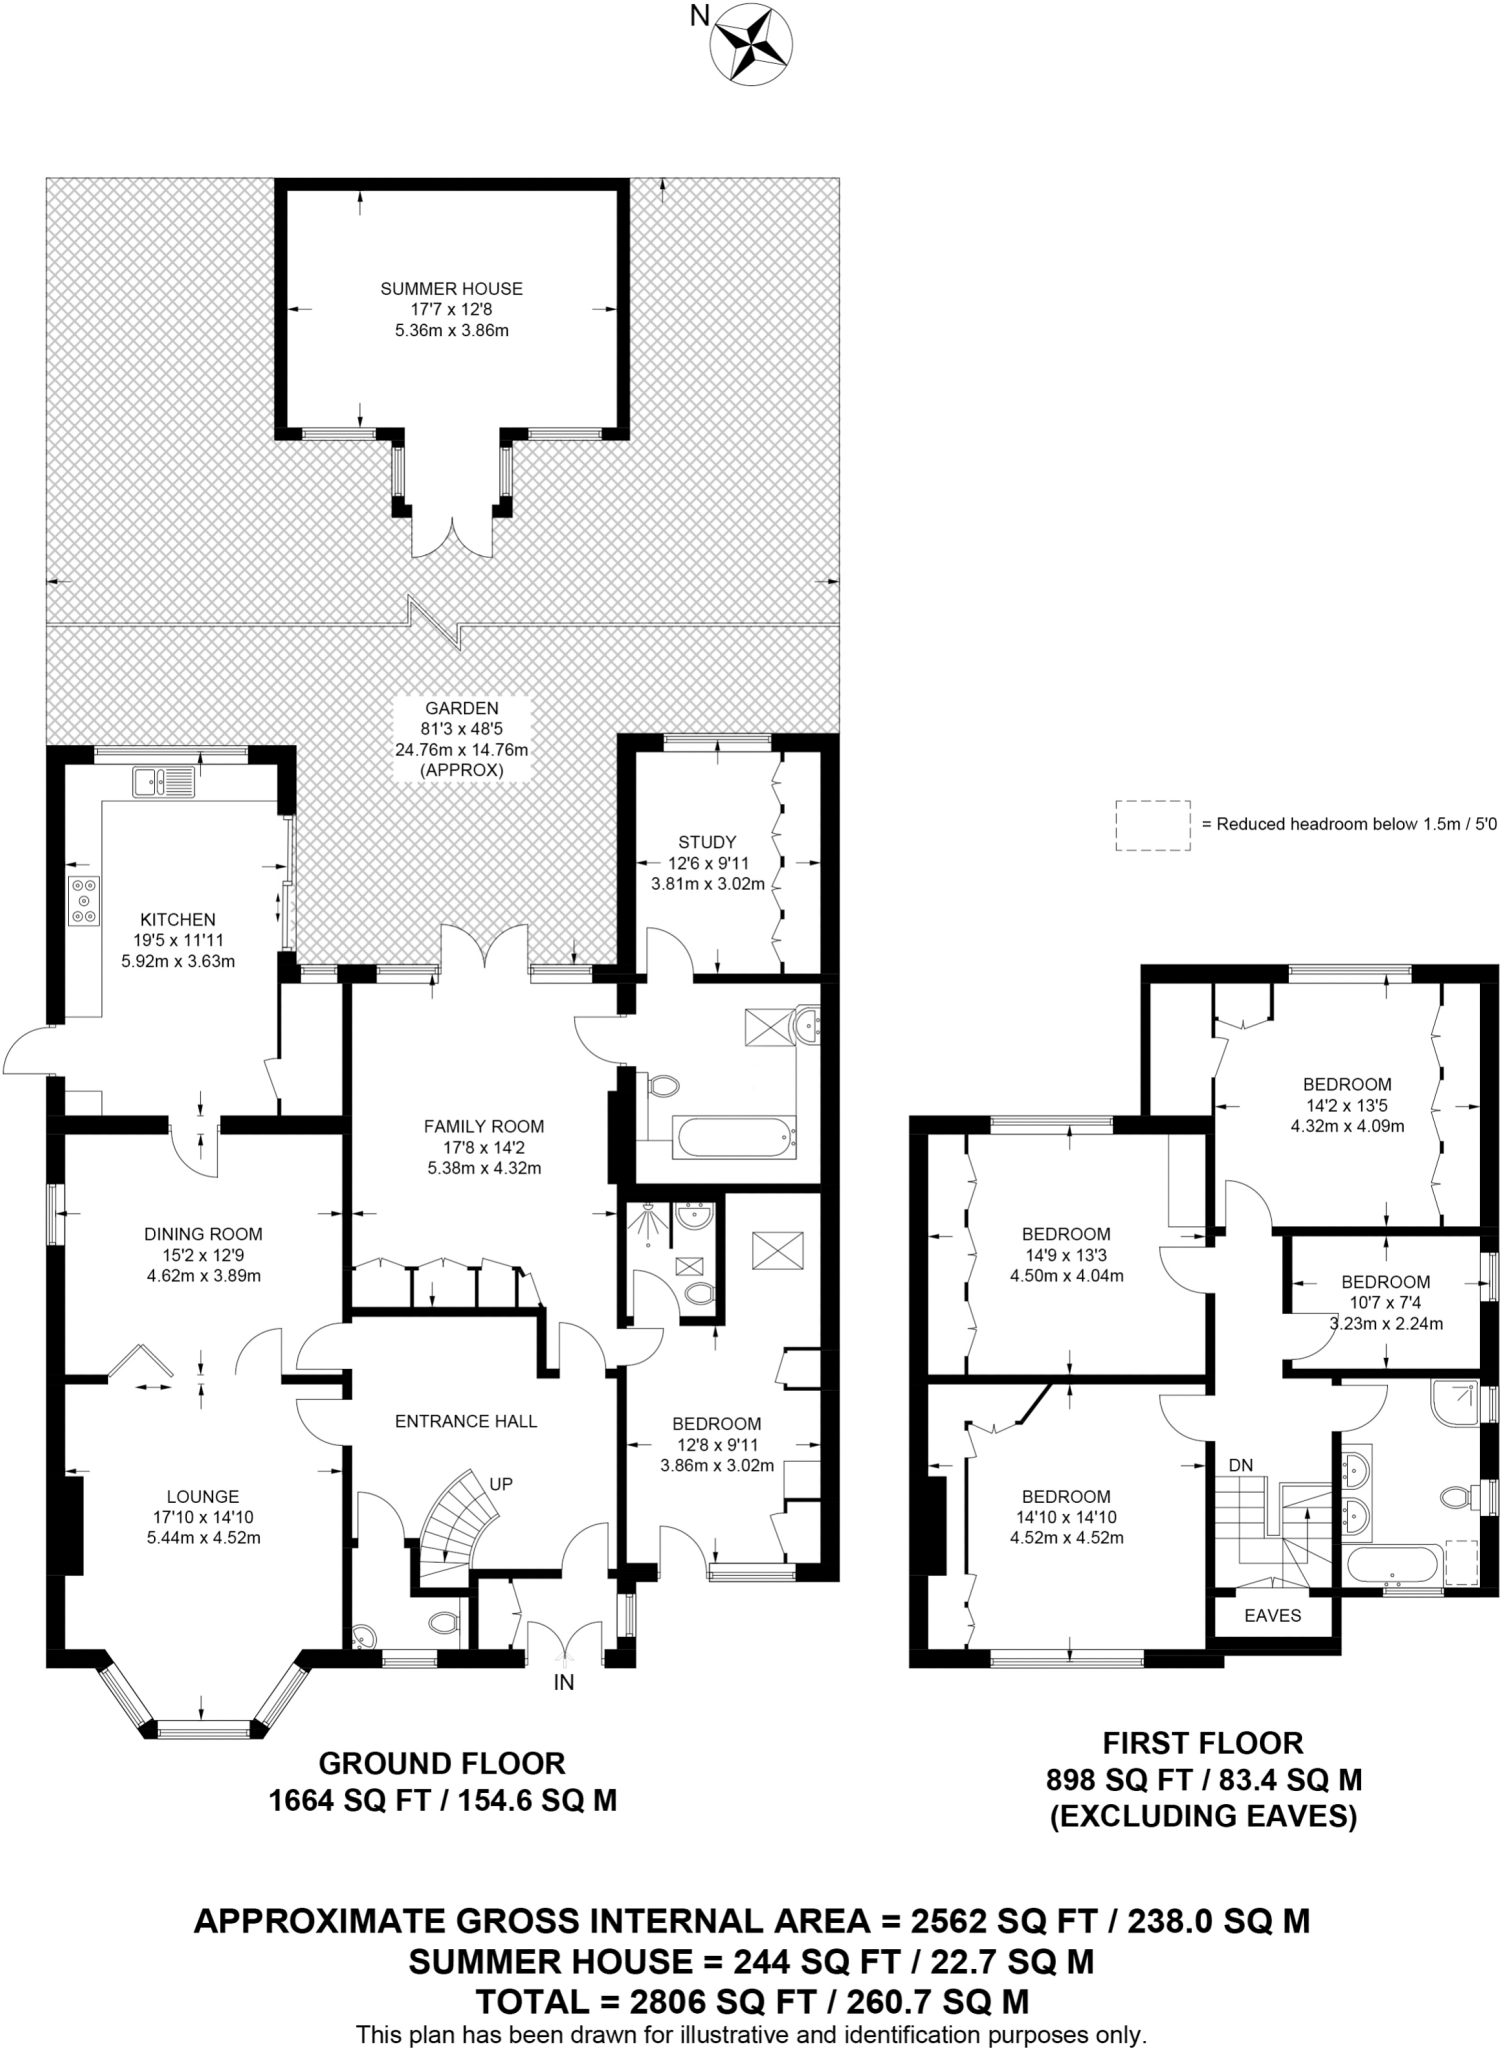 N
SUMMER HOUSE
17'7 x 12'8
5.36m x 3.86m
GARDEN
81'3 x 48'5
24.76m x 14.76m
(APPROX)
STUDY
12'6 x 9'11
3.81m x 3.02m
= Reduced headroom below 1.5m / 5'0
KITCHEN
19'5 x 11'11
5.92m x 3.63m
FAMILY ROOM
17'8 x 14'2
5.38m x 4.32m
DINING ROOM
15'2 x 12'9
4.62m x 3.89m
ENTRANCE HALL
UP
BEDROOM
12'8 x 9'11
3.86m x 3.02m
LOUNGE
17'10 x 14'10
5.44m x 4.52m
IN
GROUND FLOOR
1664 SQ FT / 154.6 SQ M
BEDROOM
14'2 x 13'5
4.32m x 4.09m
BEDROOM
14'9 x 13'3
4.50m x 4.04m
BEDROOM
10'7 x 7'4
3.23m x 2.24m
DN
BEDROOM
14'10 x 14'10
4.52m x 4.52m
EAVES
FIRST FLOOR
898 SQ FT / 83.4 SQ M
(EXCLUDING EAVES)
APPROXIMATE GROSS INTERNAL AREA = 2562 SQ FT / 238.0 SQ M
SUMMER HOUSE = 244 SQ FT / 22.7 SQ M
TOTAL = 2806 SQ FT / 260.7 SQ M
This plan has been drawn for illustrative and identification purposes only.